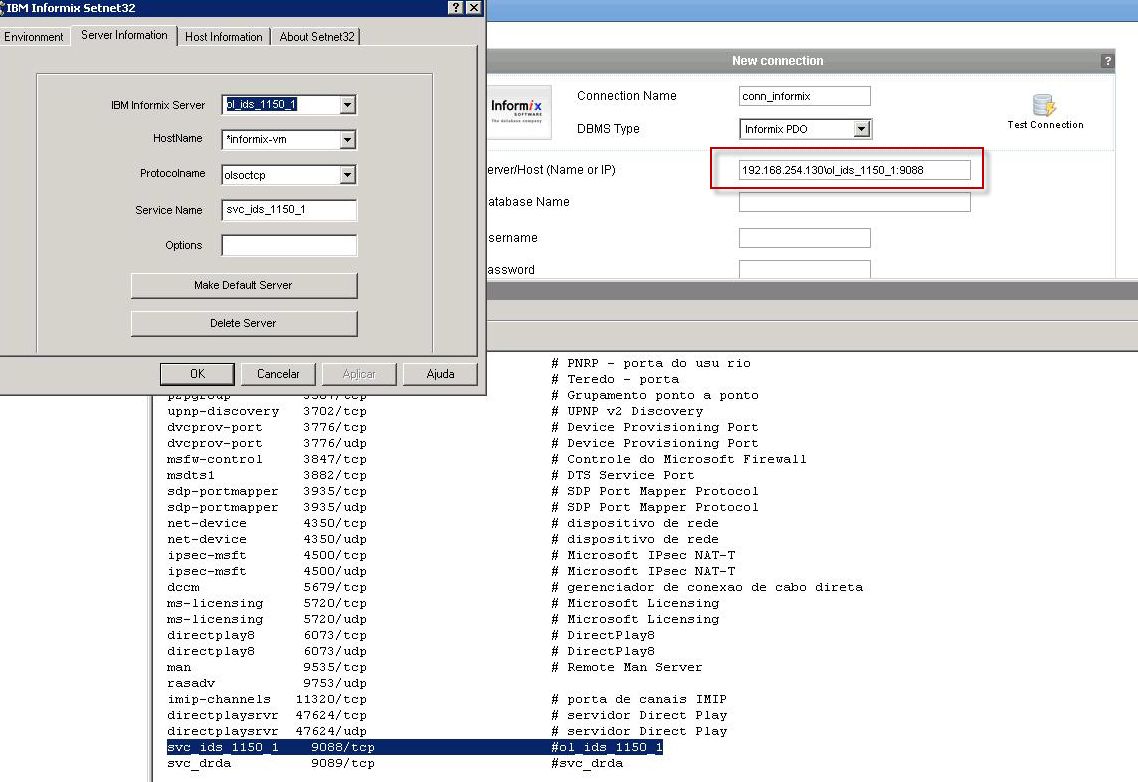 IBM Informix Setnet32
? X
Environment Server Information Host Information About Setnet32
IBM Informix Server ol_ids_1150_1
HostName *informix-vm
Protocolname olsoctcp
Service Name svc_ids_1150_1
Options
Make Default Server
Delete Server
OK Cancelar Aplicar Ajuda
New connection ?
Informix
SOFTWARE
The database company
Connection Name conn_informix
DBMS Type Informix PDO
Test Connection
erver/Host (Name or IP) 192.168.254.130\ol_ids_1150_1:9088
atabase Name
sername
assword
# PNRP - porta do usu rio
# Teredo - porta
# Grupamento ponto a ponto
upnp-discovery 3702/tcp # UPNP v2 Discovery
dvcprov-port 3776/tcp # Device Provisioning Port
dvcprov-port 3776/udp # Device Provisioning Port
msfw-control 3847/tcp # Controle do Microsoft Firewall
msdts1 3882/tcp # DTS Service Port
sdp-portmapper 3935/tcp # SDP Port Mapper Protocol
sdp-portmapper 3935/udp # SDP Port Mapper Protocol
net-device 4350/tcp # dispositivo de rede
net-device 4350/udp # dispositivo de rede
ipsec-msft 4500/tcp # Microsoft IPsec NAT-T
ipsec-msft 4500/udp # Microsoft IPsec NAT-T
dccm 5679/tcp # gerenciador de conexao de cabo direta
ms-licensing 5720/tcp # Microsoft Licensing
ms-licensing 5720/udp # Microsoft Licensing
directplay8 6073/tcp # DirectPlay8
directplay8 6073/udp # DirectPlay8
man 9535/tcp # Remote Man Server
rasadv 9753/udp
imip-channels 11320/tcp # porta de canais IMIP
directplaysrvr 47624/tcp # servidor Direct Play
directplaysrvr 47624/udp # servidor Direct Play
svc_ids_1150_1 9088/tcp #ol_ids_1150_1
svc_drda 9089/tcp #svc_drda